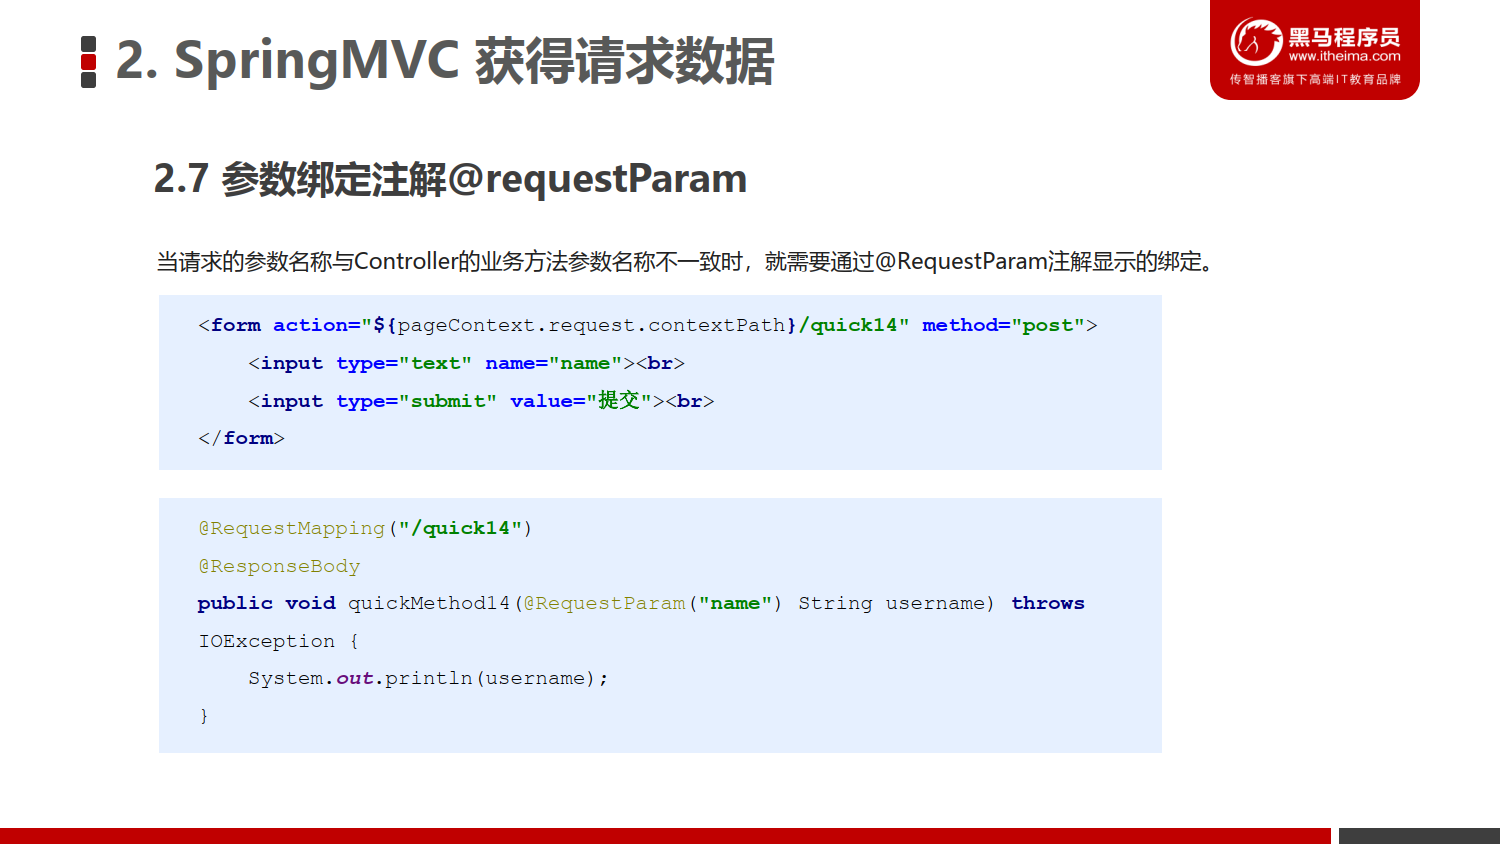 2. SpringMVC 获得请求数据
黑马程序员
www.itheima.com
传智播客旗下高端IT教育品牌
2.7 参数绑定注解@requestParam
当请求的参数名称与Controller的业务方法参数名称不一致时，就需要通过@RequestParam注解显示的绑定。
<form action="${pageContext.request.contextPath}/quick14" method="post">
    <input type="text" name="name"><br>
    <input type="submit" value="提交"><br>
</form>
@RequestMapping("/quick14")
@ResponseBody
public void quickMethod14(@RequestParam("name") String username) throws
IOException {
    System.out.println(username);
}